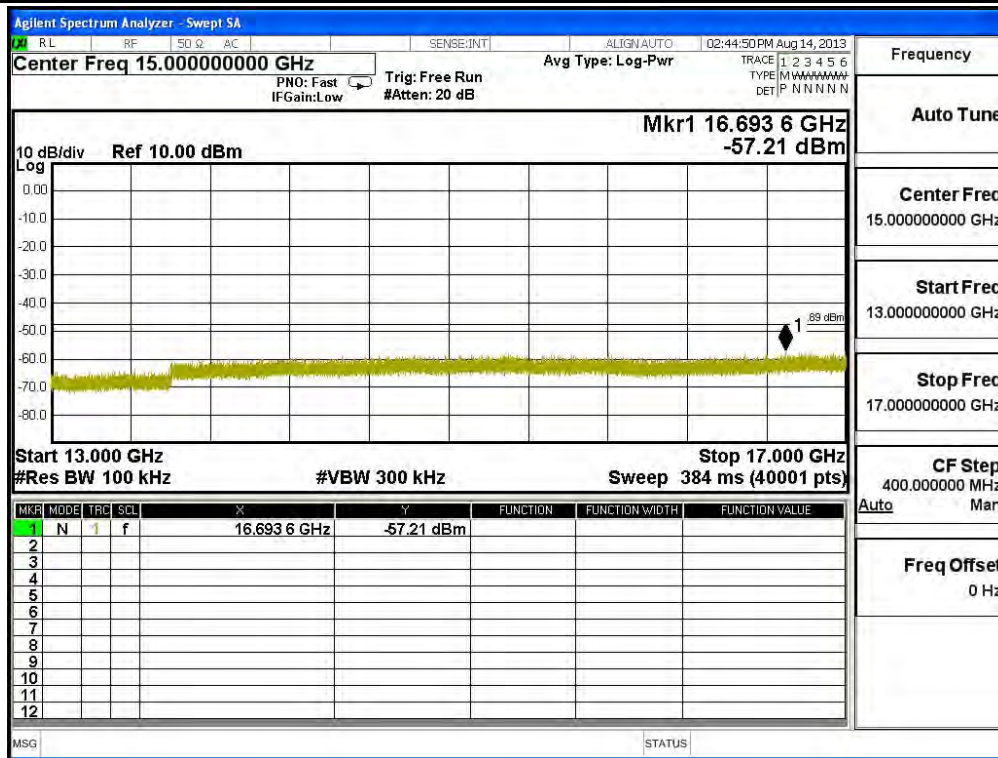 Agilent Spectrum Analyzer - Swept SA
RL RF 50 Ω AC SENSE:INT ALIGNAUTO 02:44:50 PM Aug 14, 2013
Center Freq 15.000000000 GHz
PNO: Fast
IFGain:Low
Trig: Free Run
#Atten: 20 dB
Avg Type: Log-Pwr
TRACE 1 2 3 4 5 6
TYPE M
DET P N N N N N
Mkr1 16.693 6 GHz
-57.21 dBm
10 dB/div Ref 10.00 dBm
Log
0.00
-10.0
-20.0
-30.0
-40.0
-50.0
-60.0
-70.0
-80.0
1
.89 dBm
Start 13.000 GHz Stop 17.000 GHz
#Res BW 100 kHz #VBW 300 kHz Sweep 384 ms (40001 pts)
MKR MODE TRC SCL X Y FUNCTION FUNCTION WIDTH FUNCTION VALUE
1 N 1 f 16.693 6 GHz -57.21 dBm
2
3
4
5
6
7
8
9
10
11
12
MSG STATUS
Frequency
Auto Tune
Center Freq
15.000000000 GHz
Start Freq
13.000000000 GHz
Stop Freq
17.000000000 GHz
CF Step
400.000000 MHz
Auto Man
Freq Offset
0 Hz